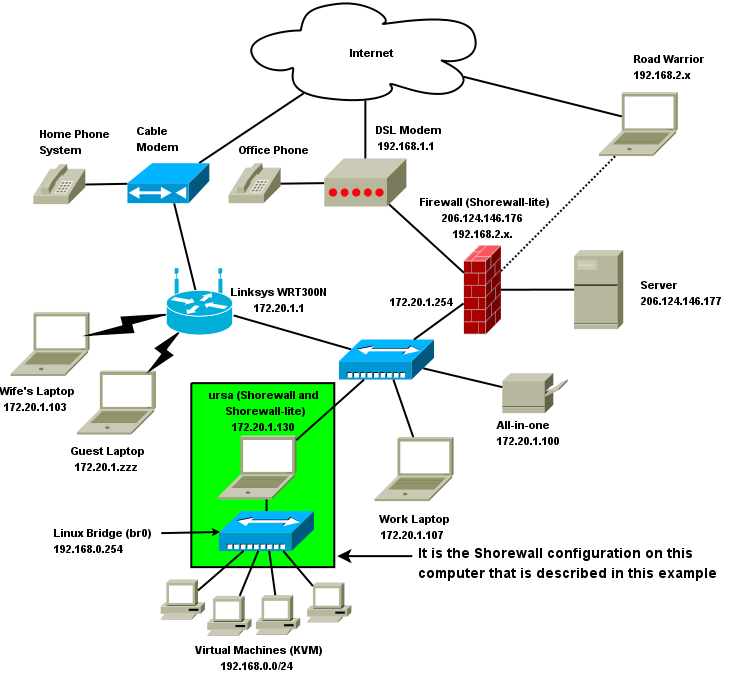 Internet
Road Warrior
192.168.2.x
Home Phone
System
Cable
Modem
Office Phone
DSL Modem
192.168.1.1
Firewall (Shorewall-lite)
206.124.146.176
192.168.2.x.
Linksys WRT300N
172.20.1.1
172.20.1.254
Server
206.124.146.177
Wife's Laptop
172.20.1.103
Guest Laptop
172.20.1.zzz
ursa (Shorewall and
Shorewall-lite)
172.20.1.130
All-in-one
172.20.1.100
Work Laptop
172.20.1.107
Linux Bridge (br0)
192.168.0.254
It is the Shorewall configuration on this
computer that is described in this example
Virtual Machines (KVM)
192.168.0.0/24